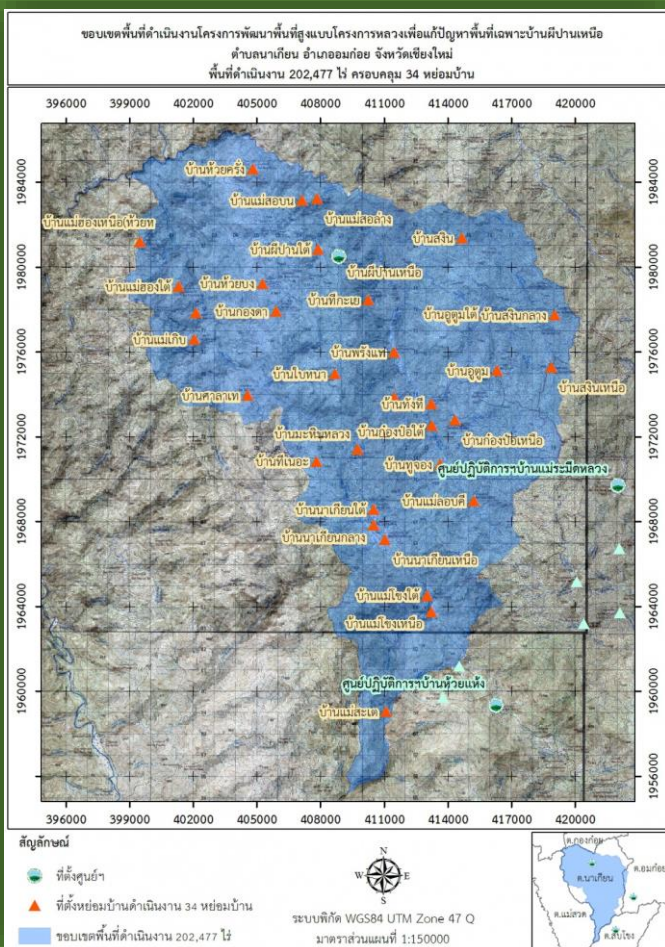 ขอบเขตพื้นที่ดำเนินงานโครงการพัฒนาพื้นที่สูงแบบโครงการหลวงเพื่อแก้ปัญหาพื้นที่เฉพาะบ้านผีปานเหนือ
ตำบลนาเกียน อำเภออมก๋อย จังหวัดเชียงใหม่
พื้นที่ดำเนินงาน 202,477 ไร่ ครอบคลุม 34 หย่อมบ้าน
396000 399000 402000 405000 408000 411000 414000 417000 420000
1984000
1984000
บ้านห้วยครั่ง
บ้านแม่สอบน
บ้านแม่สอล่าง
บ้านแม่ฮองเหนือ(ห้วยห
บ้านสงิน
บ้านผีปานใต้
1980000
1980000
บ้านผีปานเหนือ
บ้านแม่ฮองใต้
บ้านห้วยบง
บ้านทีกะเย
บ้านกองดา
บ้านอูตูมใต้
บ้านสงินกลาง
บ้านแม่เกิบ
1976000
1976000
บ้านพรังแท
บ้านใบหนา
บ้านอูตูม
บ้านสงินเหนือ
บ้านศาลาเท
บ้านทังที
1972000
1972000
บ้านมะหินหลวง
บ้านก่องป๋อใต้
บ้านก่องป๋อเหนือ
บ้านทีเนอะ
บ้านทูจอง
ศูนย์ปฏิบัติการฯบ้านแม่ระมีดหลวง
บ้านแม่ลอบคี
1968000
1968000
บ้านนาเกียนใต้
บ้านนาเกียนกลาง
บ้านนาเกียนเหนือ
บ้านแม่โขงใต้
1964000
1964000
บ้านแม่โขงเหนือ
1960000
1960000
ศูนย์ปฏิบัติการฯบ้านห้วยแห้ง
บ้านแม่สะเต
1956000
1956000
396000 399000 402000 405000 408000 411000 414000 417000 420000
สัญลักษณ์
ที่ตั้งศูนย์ฯ
ที่ตั้งหย่อมบ้านดำเนินงาน 34 หย่อมบ้าน
ขอบเขตพื้นที่ดำเนินงาน 202,477 ไร่
N
W
E
S
ระบบพิกัด WGS84 UTM Zone 47 Q
มาตราส่วนแผนที่ 1:150000
ต.กองก๋อย
ต.นาเกียน
ต.อมก๋อย
ต.แม่สวด
ต.สบโขง